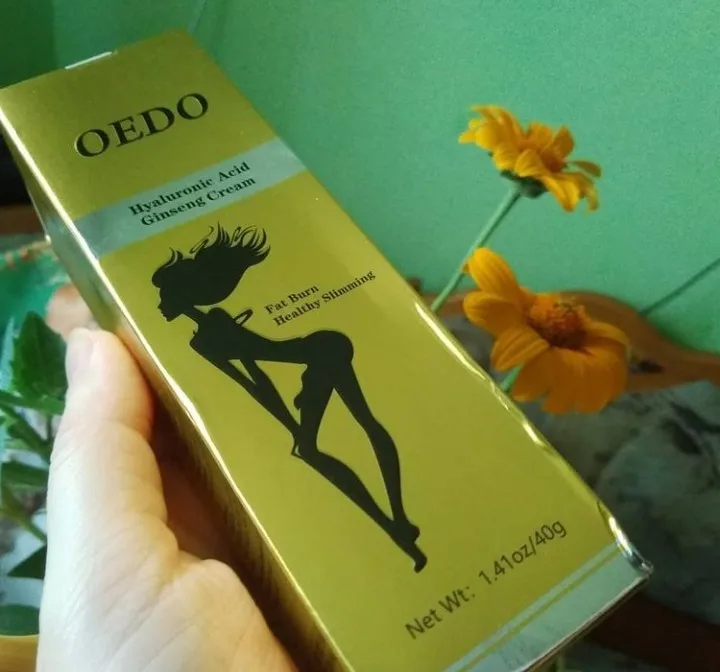 OEDO
Hyaluronic Acid
Ginseng Cream
Fat Burn
Healthy Slimming
Net Wt: 1.41oz/40g